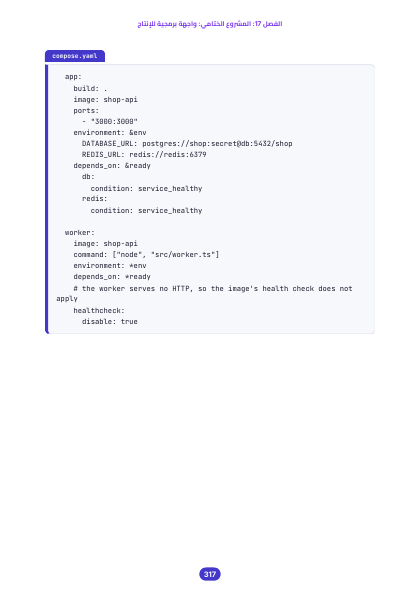 الفصل 17: المشروع الختامي: واجهة برمجية للإنتاج
compose.yaml
  app:
    build: .
    image: shop-api
    ports:
      - "3000:3000"
    environment: &env
      DATABASE_URL: postgres://shop:secret@db:5432/shop
      REDIS_URL: redis://redis:6379
    depends_on: &ready
      db:
        condition: service_healthy
      redis:
        condition: service_healthy

  worker:
    image: shop-api
    command: ["node", "src/worker.ts"]
    environment: *env
    depends_on: *ready
    # the worker serves no HTTP, so the image's health check does not
apply
    healthcheck:
      disable: true
317